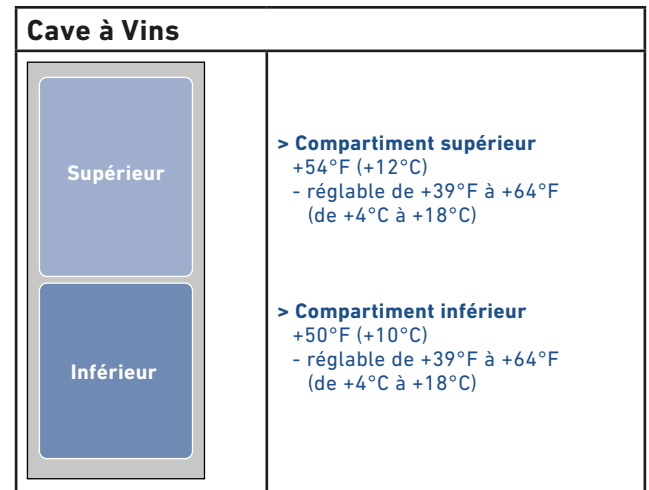 Cave à Vins
Supérieur
> Compartiment supérieur
+54°F (+12°C)
- réglable de +39°F à +64°F
(de +4°C à +18°C)
Inférieur
> Compartiment inférieur
+50°F (+10°C)
- réglable de +39°F à +64°F
(de +4°C à +18°C)